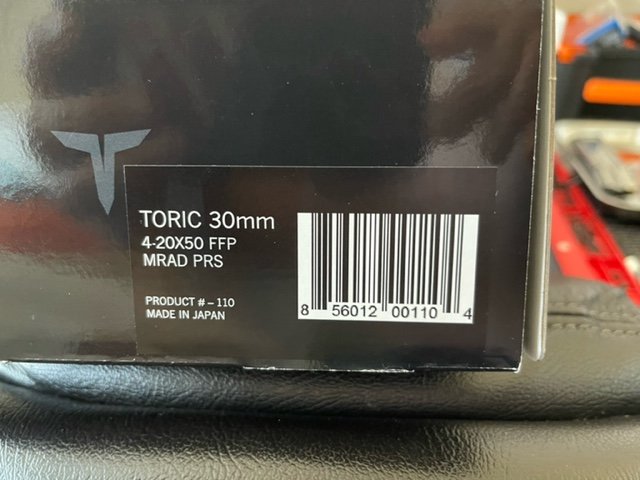 TORIC 30mm
4-20X50 FFP
MRAD PRS
PRODUCT # – 110
MADE IN JAPAN
8 56012 00110 4